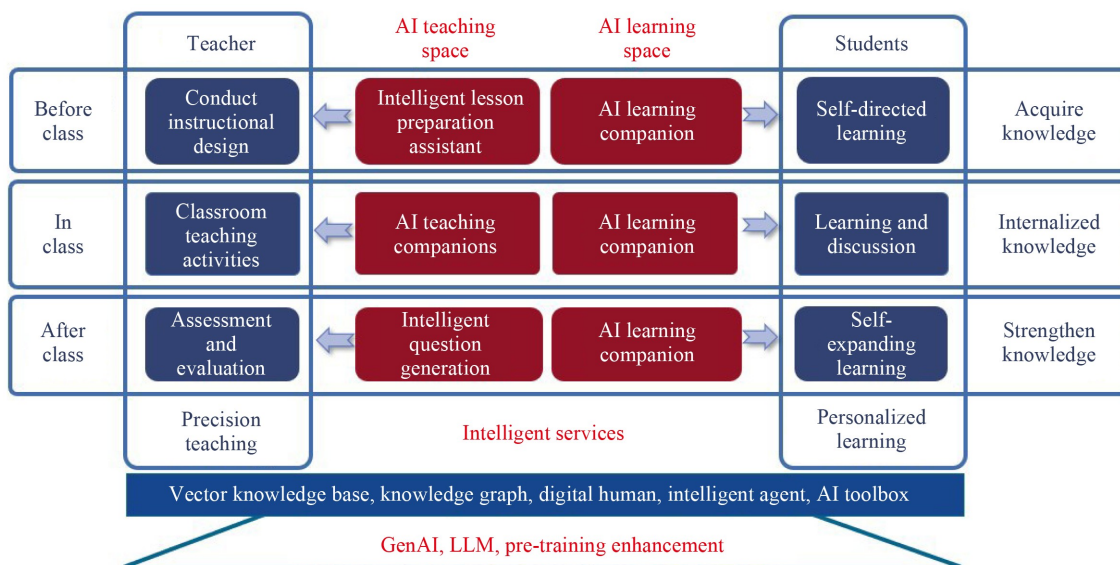 Teacher
AI teaching
space
AI learning
space
Students
Before
class
Conduct
instructional
design
Intelligent lesson
preparation
assistant
AI learning
companion
Self-directed
learning
Acquire
knowledge
In
class
Classroom
teaching
activities
AI teaching
companions
AI learning
companion
Learning and
discussion
Internalized
knowledge
After
class
Assessment
and
evaluation
Intelligent
question
generation
AI learning
companion
Self-
expanding
learning
Strengthen
knowledge
Precision
teaching
Intelligent services
Personalized
learning
Vector knowledge base, knowledge graph, digital human, intelligent agent, AI toolbox
GenAI, LLM, pre-training enhancement